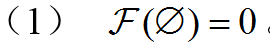 （1） ℱ(∅) = 0。